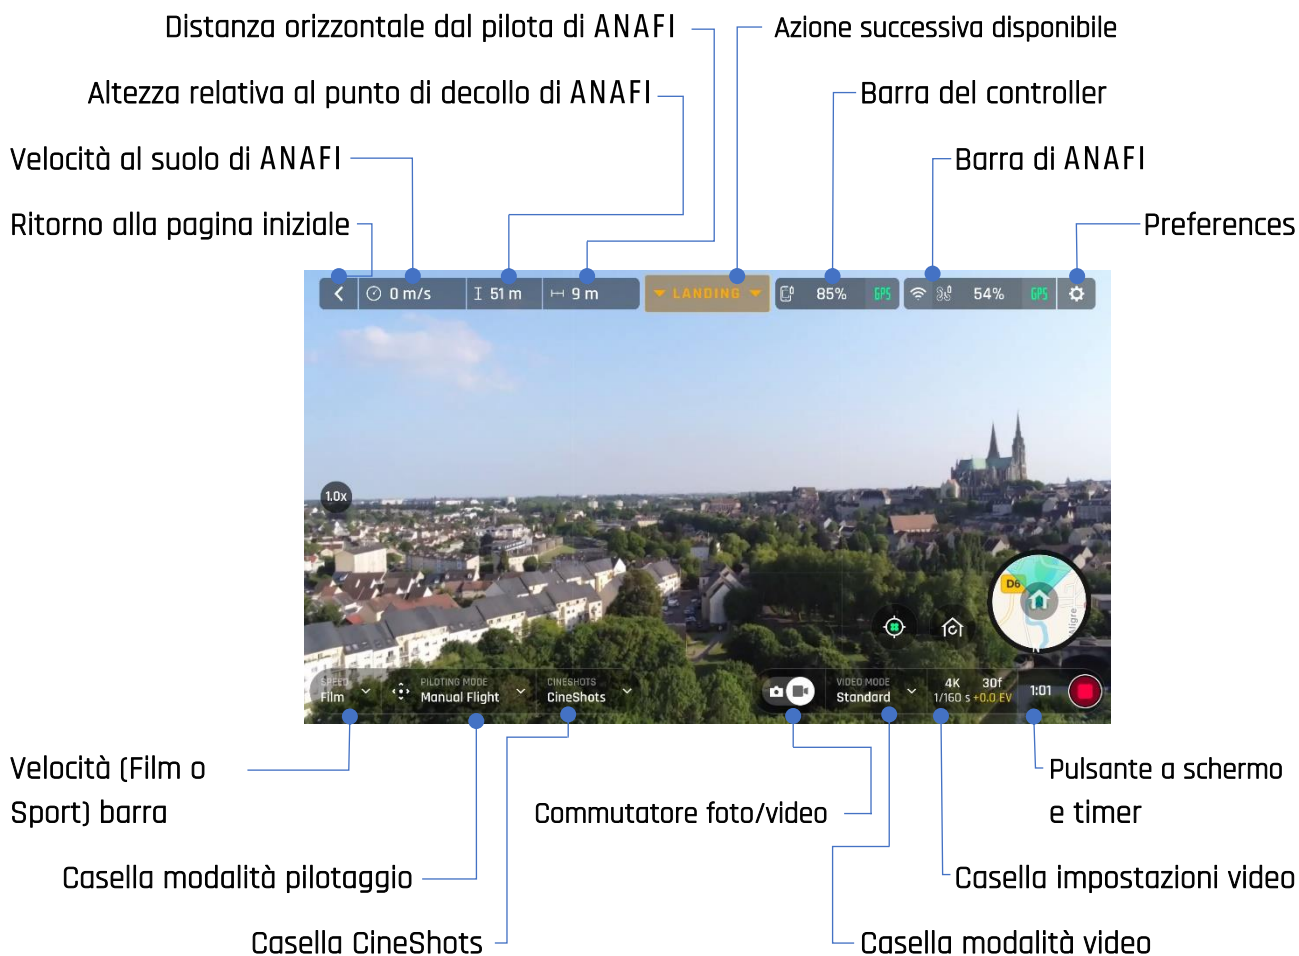 Distanza orizzontale dal pilota di ANAFI
Azione successiva disponibile
Altezza relativa al punto di decollo di ANAFI
Barra del controller
Velocità al suolo di ANAFI
Barra di ANAFI
Ritorno alla pagina iniziale
Preferences
0 m/s
51 m
9 m
LANDING
85%
GPS
54%
GPS
1.0x
D6
Aligre
N
SPEED
Film
PILOTING MODE
Manual Flight
CINESHOTS
CineShots
VIDEO MODE
Standard
4K 30f
1/160 s +0.0 EV
1:01
Velocità (Film o
Sport) barra
Pulsante a schermo
e timer
Commutatore foto/video
Casella modalità pilotaggio
Casella impostazioni video
Casella CineShots
Casella modalità video